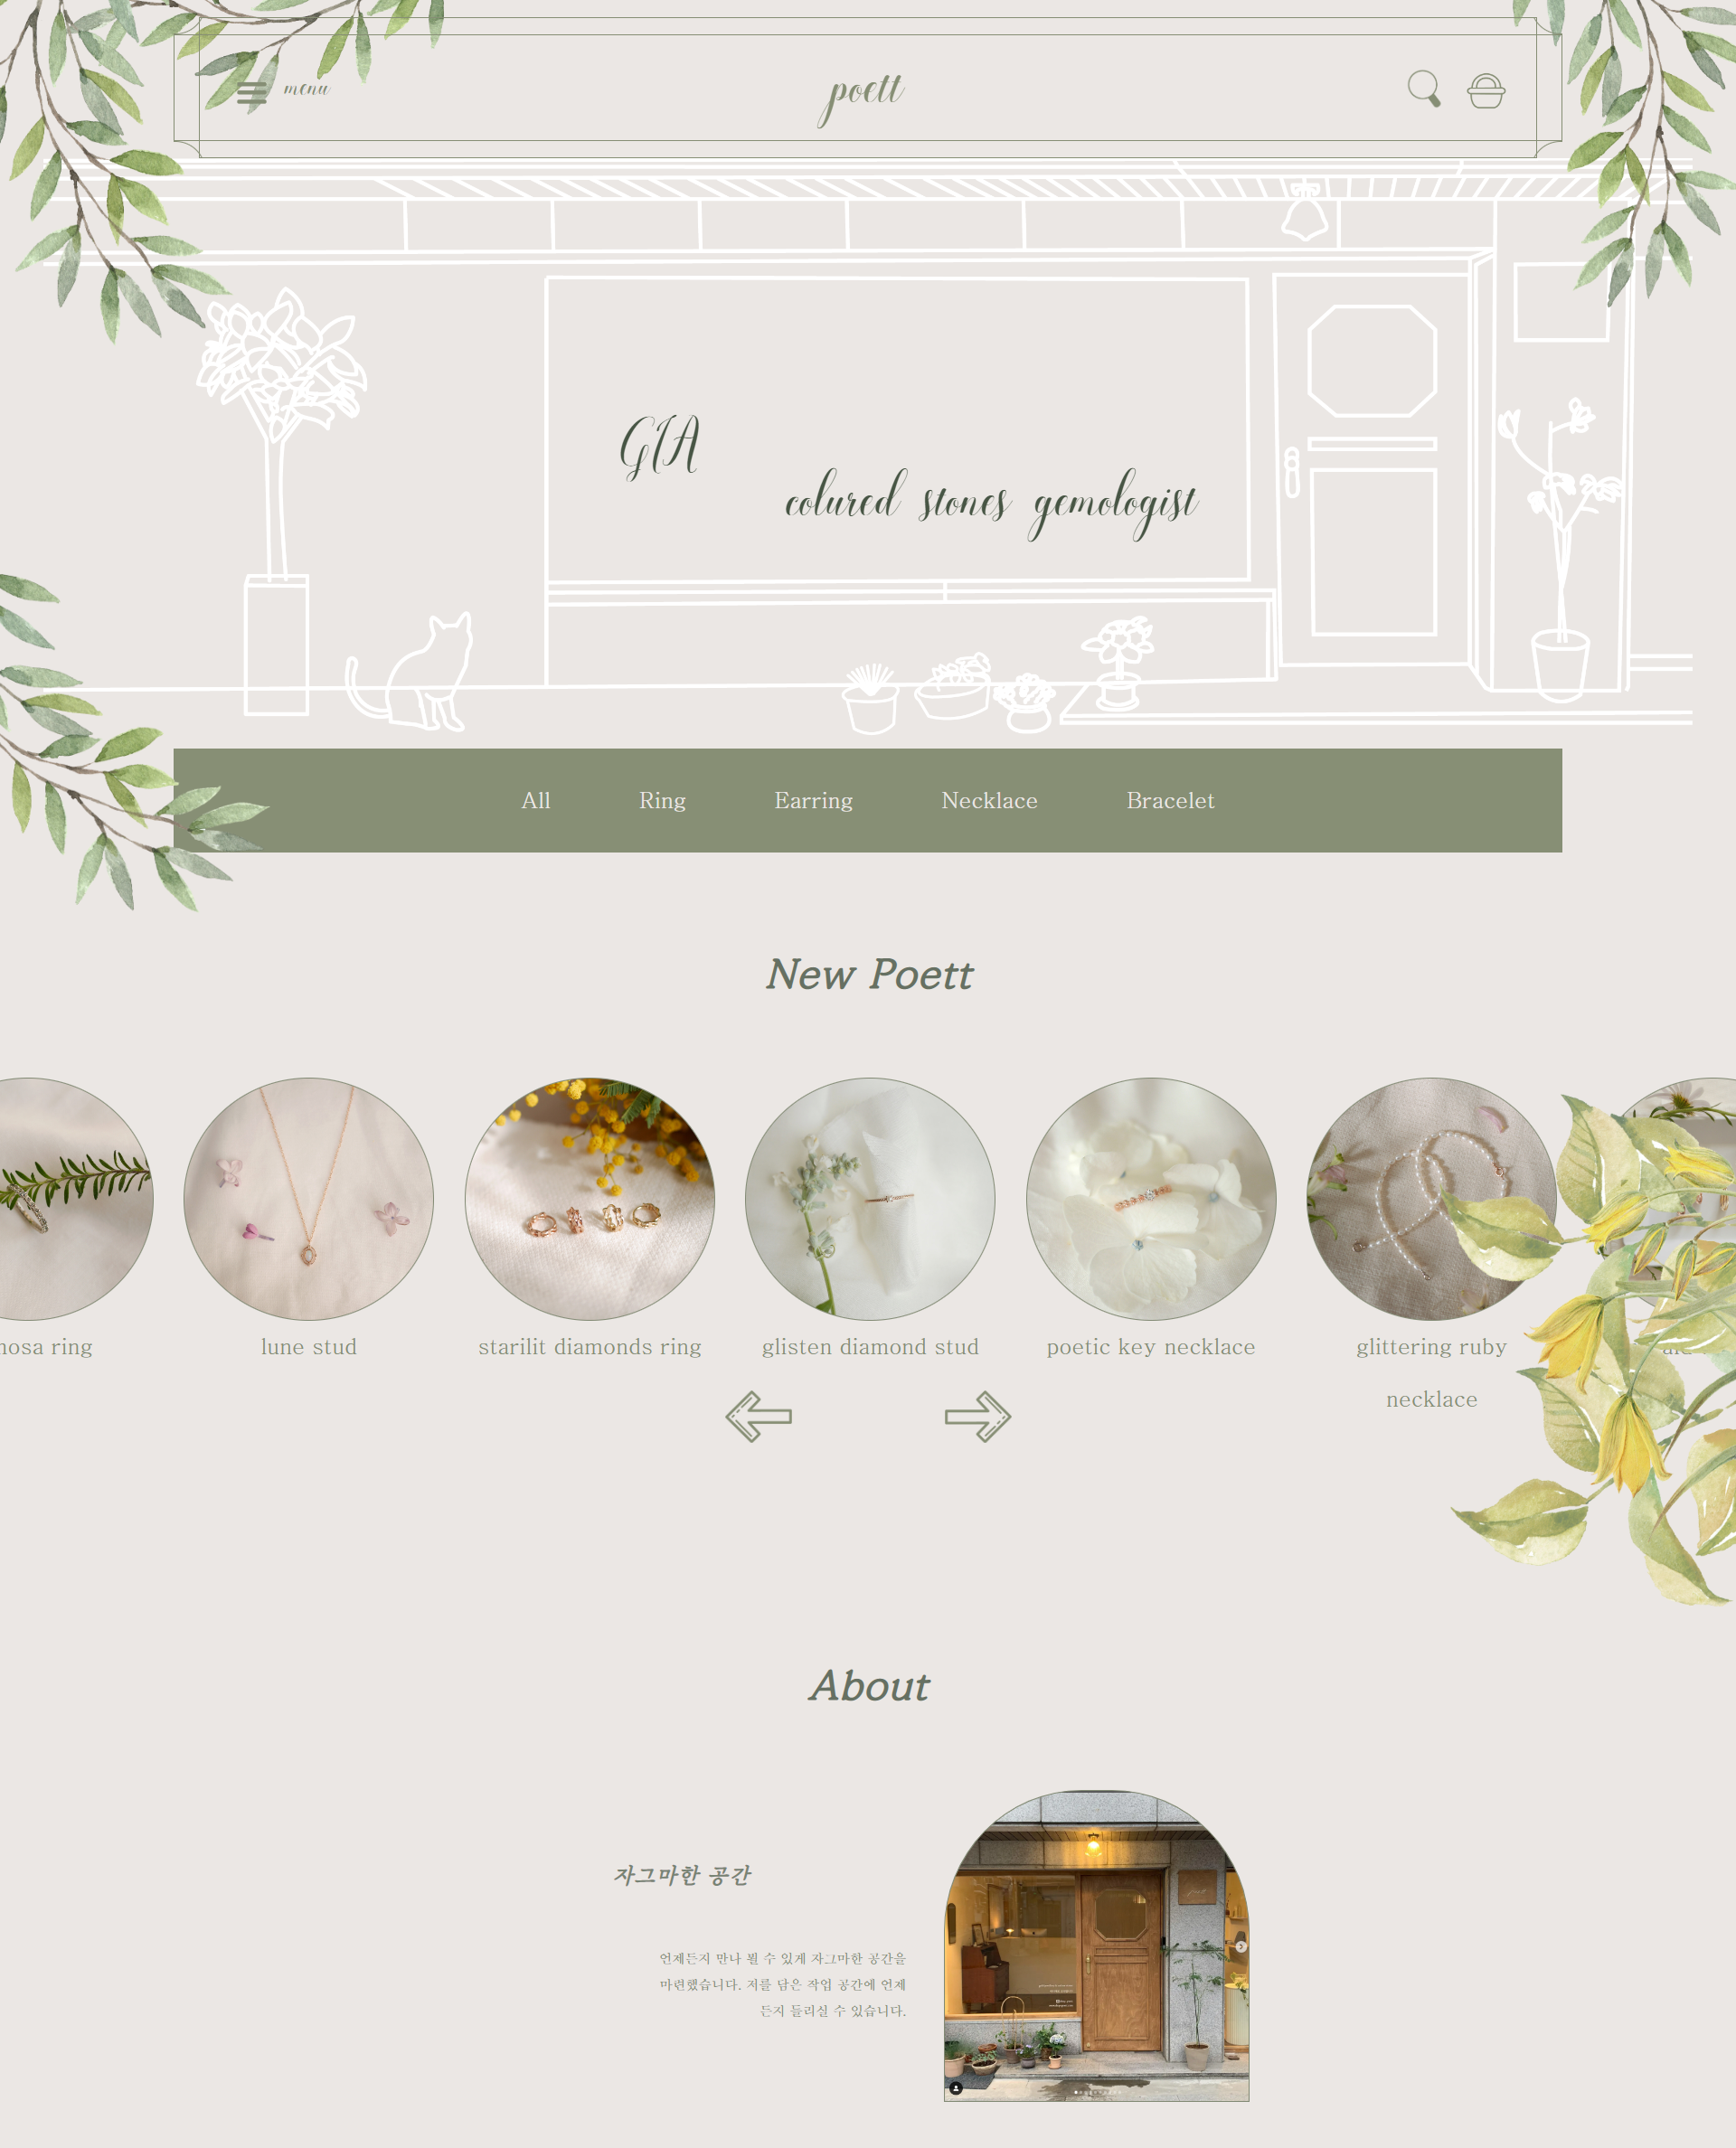 menu
poett
GIA
colured stones gemologist
All Ring Earring Necklace Bracelet
New Poett
ring
lune stud
starilit diamonds ring
glisten diamond stud
poetic key necklace
glittering ruby
necklace
About
자그마한 공간
언제든지 만나 뵐 수 있게 자그마한 공간을
마련했습니다. 저를 담은 작업 공간에 언제
든지 들리실 수 있습니다.